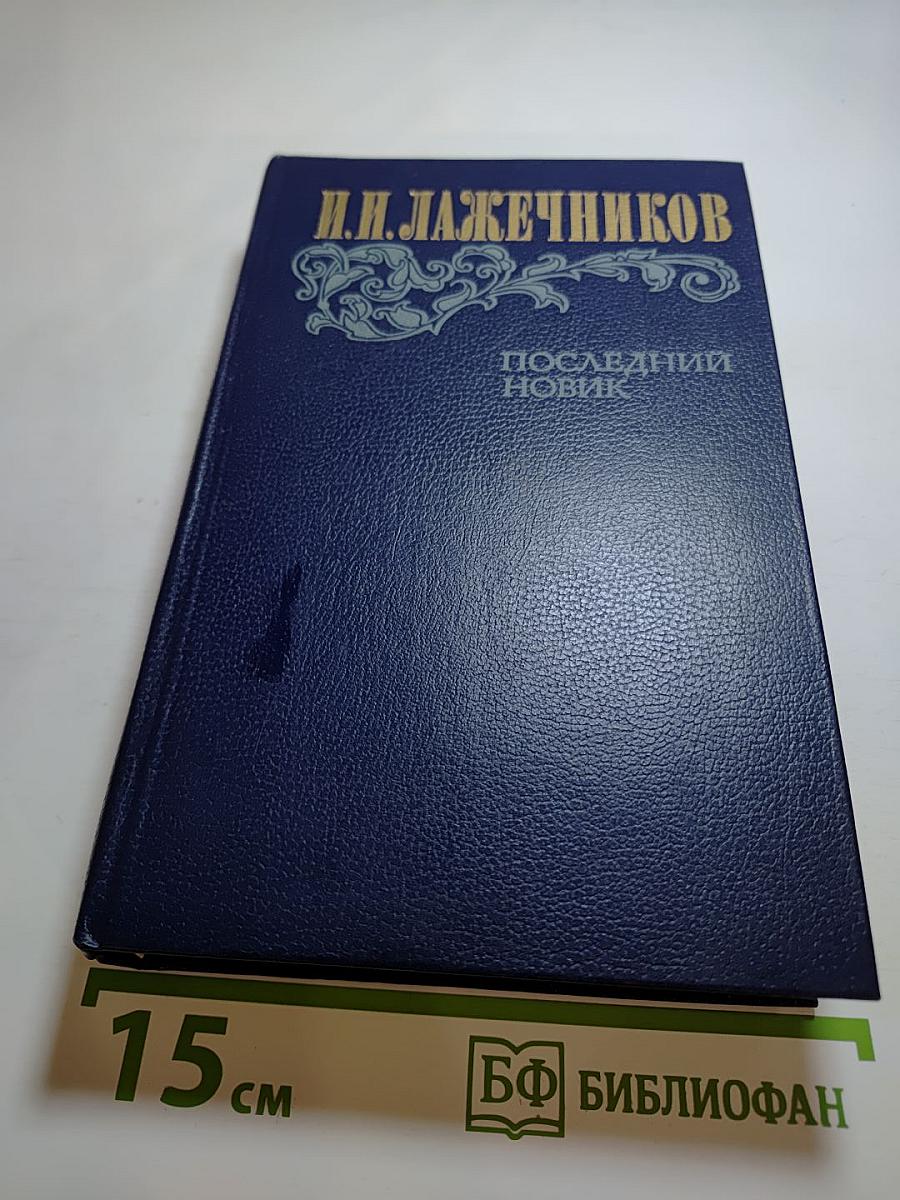 И.И. ЛАЖЕЧНИКОВ
ПОСЛЕДНИЙ
НОВИК
15 см
БФ БИБЛИОФАН